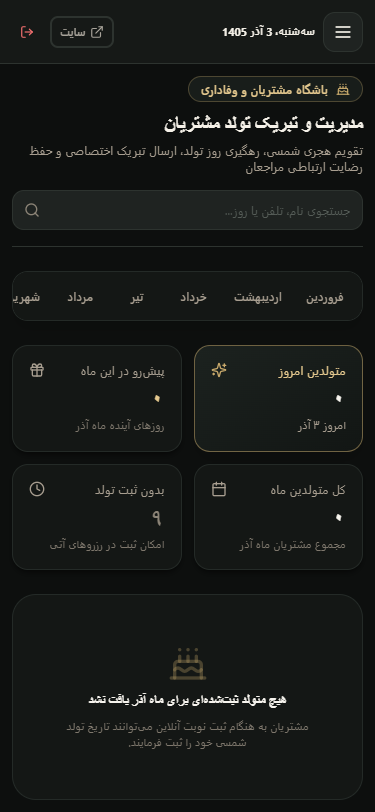 سه‌شنبه، 3 آذر 1405
سایت
باشگاه مشتریان و وفاداری
مدیریت و تبریک تولد مشتریان
تقویم هجری شمسی، رهگیری روز تولد، ارسال تبریک اختصاصی و حفظ
رضایت ارتباطی مراجعان
جستجوی نام، تلفن یا روز...
فروردین اردیبهشت خرداد تیر مرداد شهریو
متولدین امروز
۰
امروز ۳ آذر
پیش‌رو در این ماه
۰
روزهای آینده ماه آذر
کل متولدین ماه
۰
مجموع مشتریان ماه آذر
بدون ثبت تولد
۹
امکان ثبت در رزروهای آتی
هیچ متولد ثبت‌شده‌ای برای ماه آذر یافت نشد
مشتریان به هنگام ثبت نوبت آنلاین می‌توانند تاریخ تولد
شمسی خود را ثبت فرمایند.